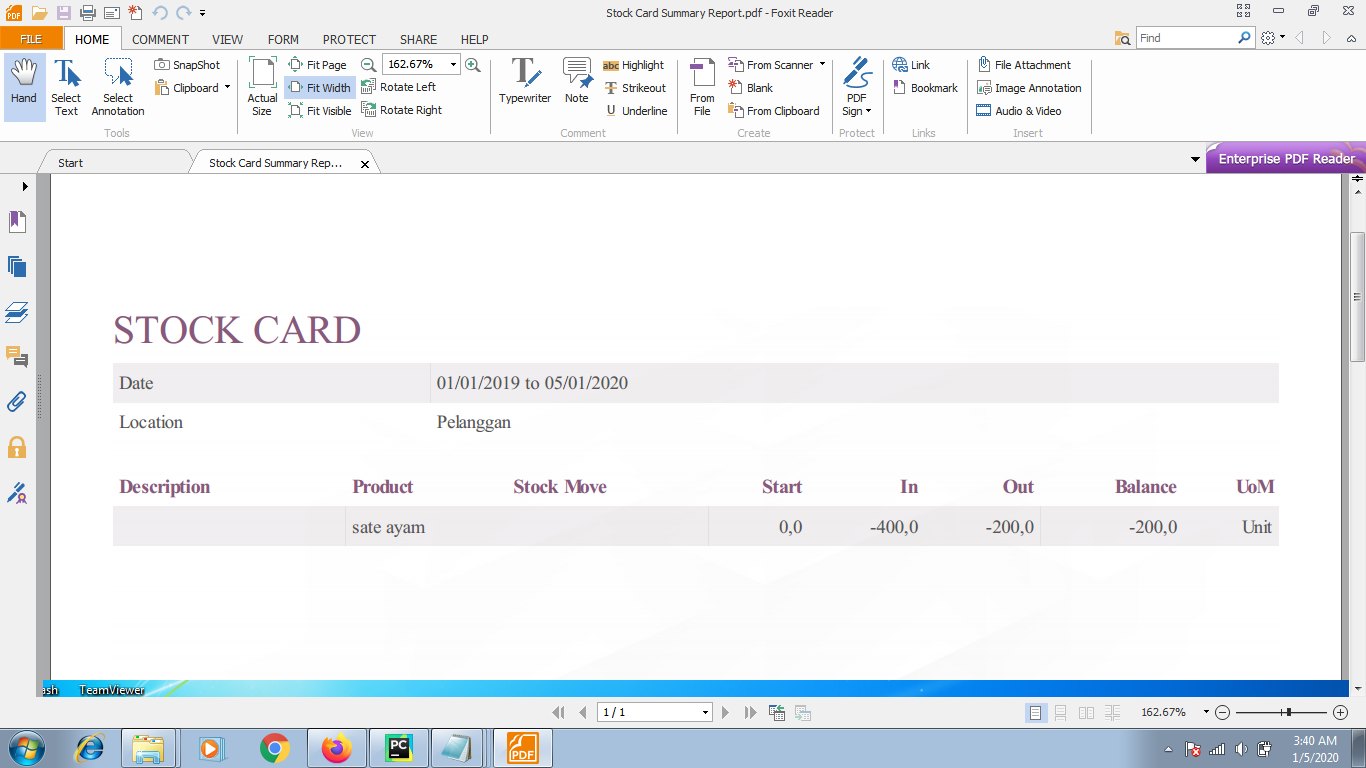 Stock Card Summary Report.pdf - Foxit Reader
FILE HOME COMMENT VIEW FORM PROTECT SHARE HELP Find
Hand
Select Text
Select Annotation
SnapShot
Clipboard
Tools
Actual Size
Fit Page
Fit Width
Fit Visible
162.67%
Rotate Left
Rotate Right
View
Typewriter
Note
abc Highlight
T Strikeout
U Underline
Comment
From File
From Scanner
Blank
From Clipboard
Create
PDF Sign
Protect
Link
Bookmark
Links
File Attachment
Image Annotation
Audio & Video
Insert
Start
Stock Card Summary Rep...
Enterprise PDF Reader
STOCK CARD
Date 01/01/2019 to 05/01/2020
Location Pelanggan
Description Product Stock Move Start In Out Balance UoM
sate ayam 0,0 -400,0 -200,0 -200,0 Unit
ash TeamViewer
1 / 1
162.67%
PC
PDF
3:40 AM
1/5/2020